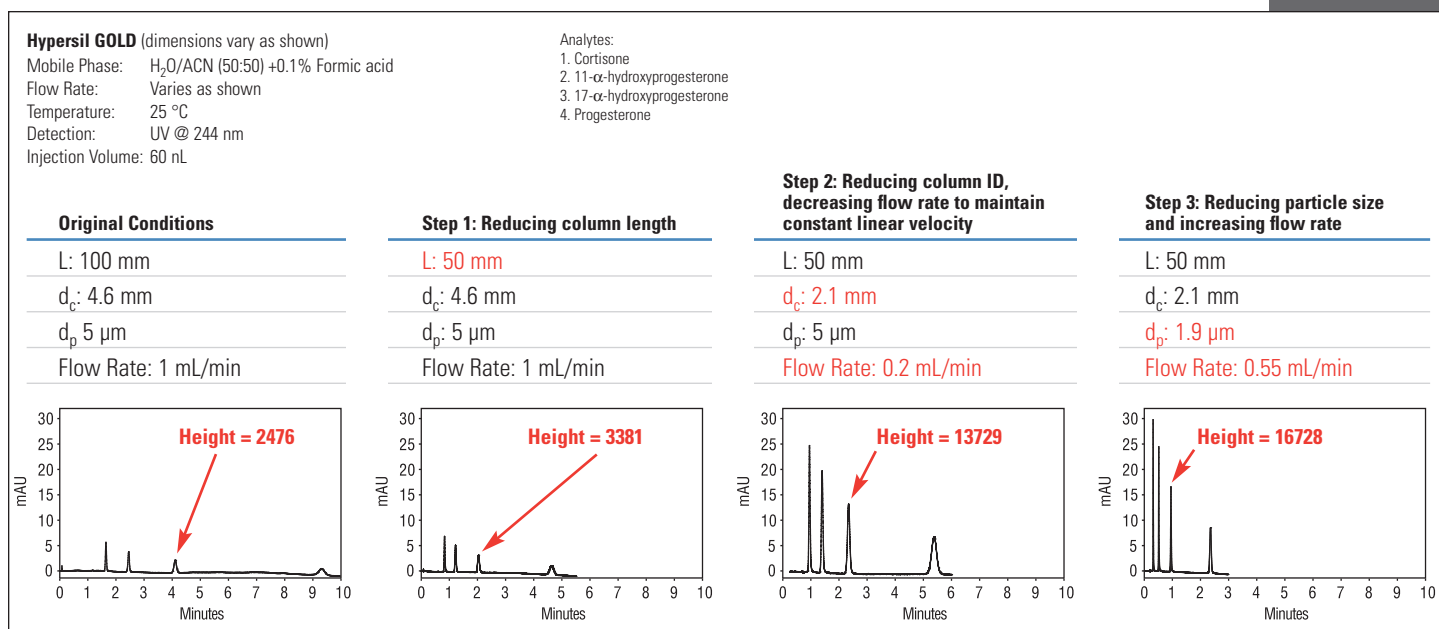 Hypersil GOLD (dimensions vary as shown)
Mobile Phase: H₂O/ACN (50:50) +0.1% Formic acid
Flow Rate: Varies as shown
Temperature: 25 °C
Detection: UV @ 244 nm
Injection Volume: 60 nL
Analytes:
1. Cortisone
2. 11-α-hydroxyprogesterone
3. 17-α-hydroxyprogesterone
4. Progesterone
Original Conditions
L: 100 mm
d_c: 4.6 mm
d_p 5 μm
Flow Rate: 1 mL/min
Height = 2476
mAU
30
25
20
15
10
5
0
0 1 2 3 4 5 6 7 8 9 10
Minutes
Step 1: Reducing column length
L: 50 mm
d_c: 4.6 mm
d_p: 5 μm
Flow Rate: 1 mL/min
Height = 3381
mAU
30
25
20
15
10
5
0
0 1 2 3 4 5 6 7 8 9 10
Minutes
Step 2: Reducing column ID,
decreasing flow rate to maintain
constant linear velocity
L: 50 mm
d_c: 2.1 mm
d_p: 5 μm
Flow Rate: 0.2 mL/min
Height = 13729
mAU
30
25
20
15
10
5
0
0 1 2 3 4 5 6 7 8 9 10
Minutes
Step 3: Reducing particle size
and increasing flow rate
L: 50 mm
d_c: 2.1 mm
d_p: 1.9 μm
Flow Rate: 0.55 mL/min
Height = 16728
mAU
30
25
20
15
10
5
0
0 1 2 3 4 5 6 7 8 9 10
Minutes